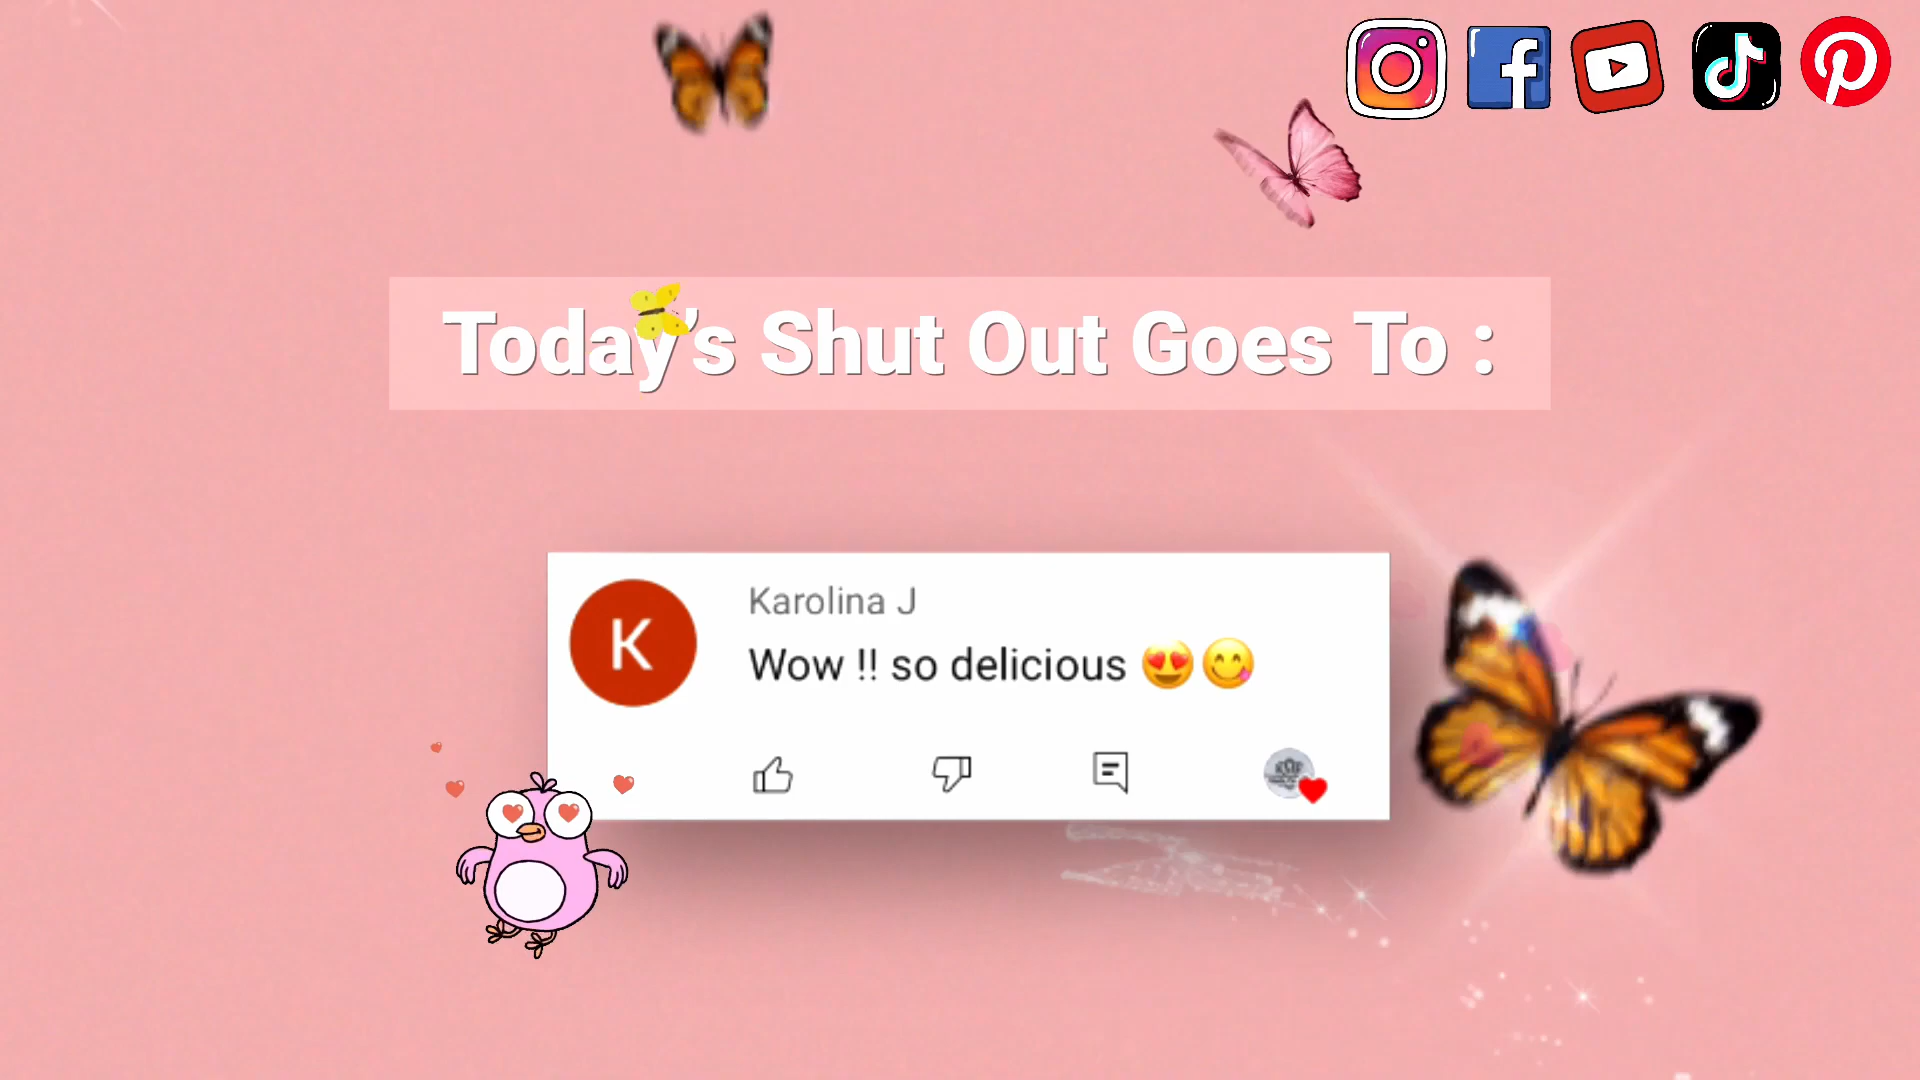 Today's Shut Out Goes To :
K
Karolina J
Wow !! so delicious 😍😋